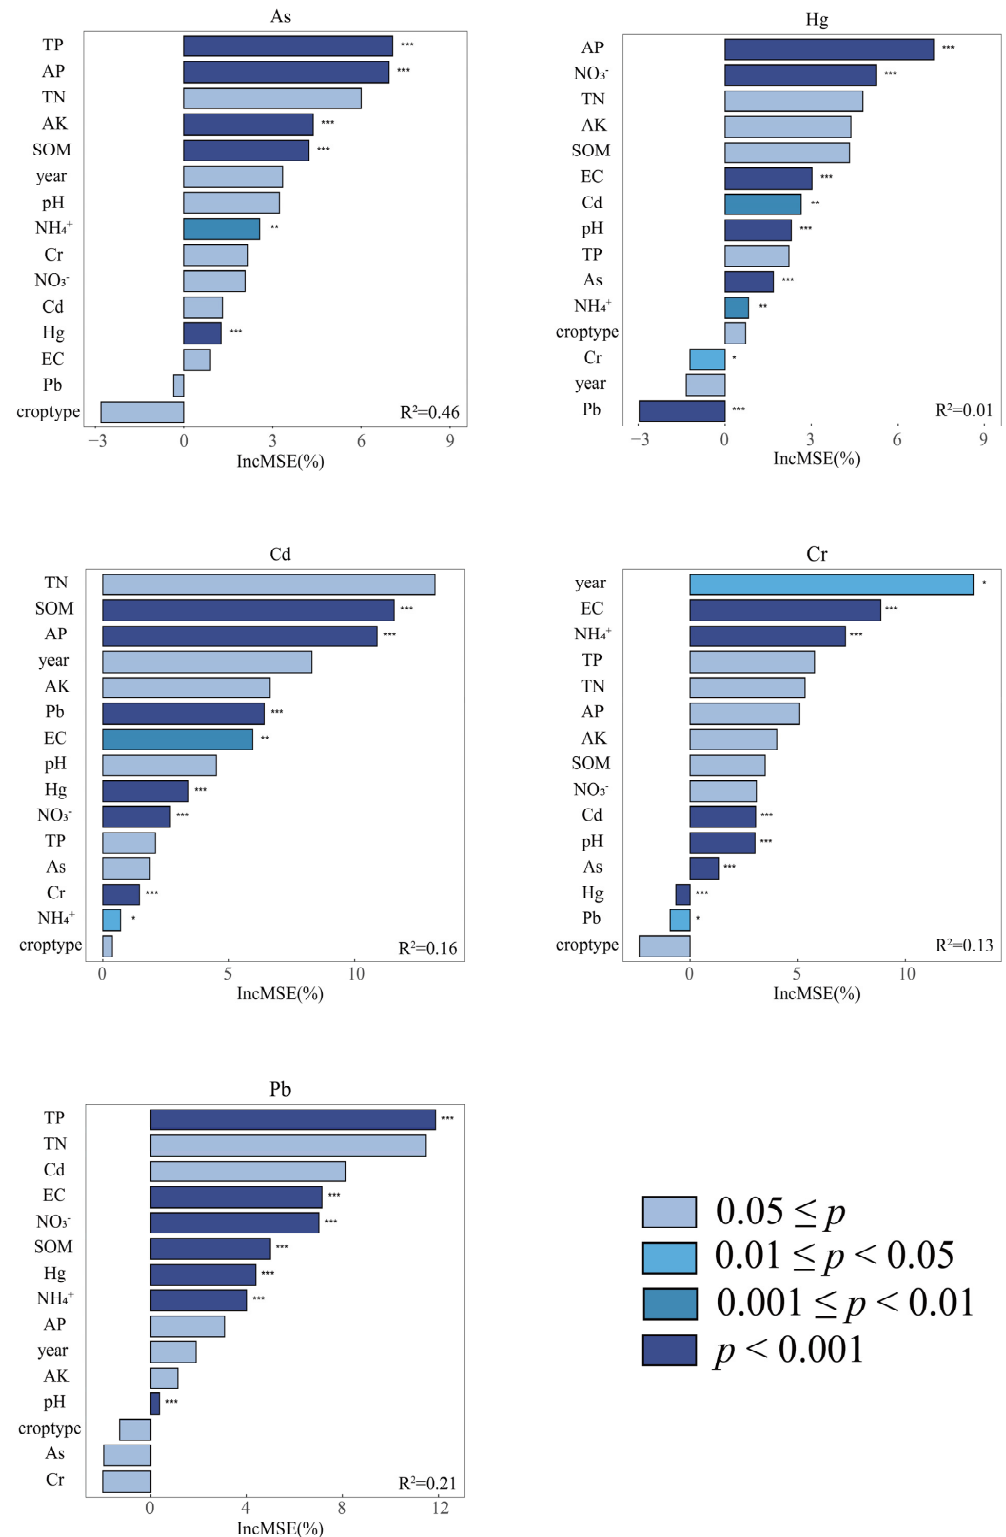 As
TP ***
AP ***
TN
AK ***
SOM ***
year
pH
NH₄⁺ **
Cr
NO₃⁻
Cd
Hg ***
EC
Pb
croptype
R²=0.46
−3 0 3 6 9
IncMSE(%)
Hg
AP ***
NO₃⁻ ***
TN
AK
SOM
EC ***
Cd **
pH ***
TP
As ***
NH₄⁺ **
croptype
Cr *
year
Pb ***
R²=0.01
−3 0 3 6 9
IncMSE(%)
Cd
TN
SOM ***
AP ***
year
AK
Pb ***
EC **
pH
Hg ***
NO₃⁻ ***
TP
As
Cr ***
NH₄⁺ *
croptype
R²=0.16
0 5 10
IncMSE(%)
Cr
year *
EC ***
NH₄⁺ ***
TP
TN
AP
AK
SOM
NO₃⁻
Cd ***
pH ***
As ***
Hg ***
Pb *
croptype
R²=0.13
0 5 10
IncMSE(%)
Pb
TP ***
TN
Cd
EC ***
NO₃⁻ ***
SOM ***
Hg ***
NH₄⁺ ***
AP
year
AK
pH ***
croptype
As
Cr
R²=0.21
0 4 8 12
IncMSE(%)
0.05 ≤ p
0.01 ≤ p < 0.05
0.001 ≤ p < 0.01
p < 0.001